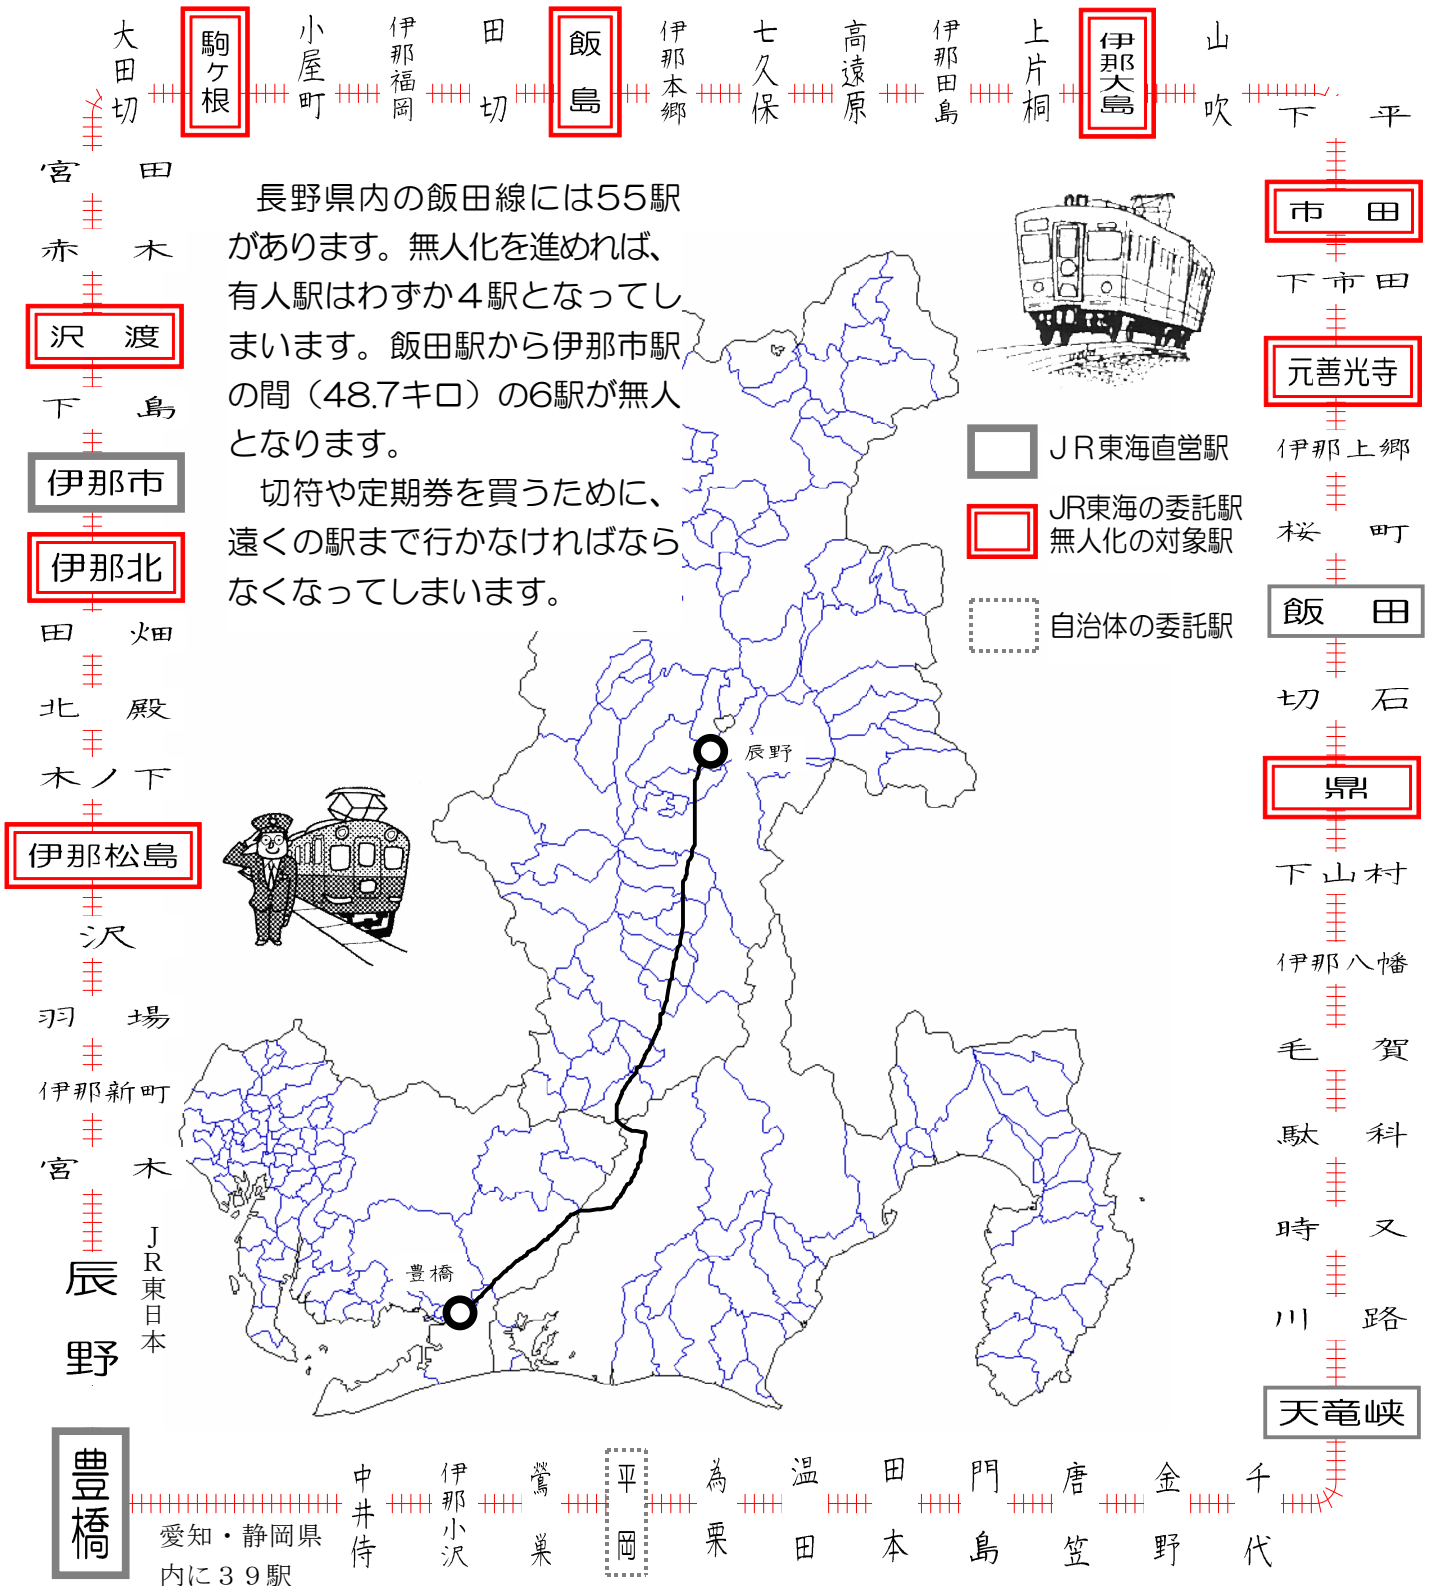 大田切
駒ヶ根
小屋町
伊那福岡
田切
飯島
伊那本郷
七久保
高遠原
伊那田島
上片桐
伊那大島
山吹
下平
市田
下市田
元善光寺
伊那上郷
桜町
飯田
切石
鼎
下山村
伊那八幡
毛賀
駄科
時又
川路
天竜峡
千代
金野
唐笠
門島
田本
温田
為栗
平岡
鶯巣
伊那小沢
中井侍
愛知・静岡県
内に39駅
豊橋
宮田
赤木
沢渡
下島
伊那市
伊那北
田畑
北殿
木ノ下
伊那松島
沢
羽場
伊那新町
宮木
辰野
JR東日本
長野県内の飯田線には55駅
があります。無人化を進めれば、
有人駅はわずか4駅となってし
まいます。飯田駅から伊那市駅
の間（48.7キロ）の6駅が無人
となります。
切符や定期券を買うために、
遠くの駅まで行かなければなら
なくなってしまいます。
JR東海直営駅
JR東海の委託駅
無人化の対象駅
自治体の委託駅
辰野
豊橋